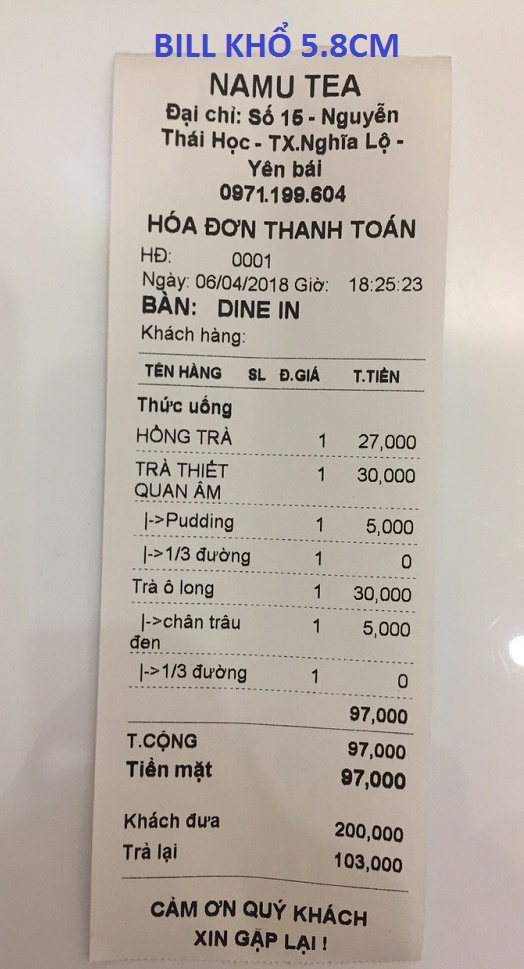 BILL KHỔ 5.8CM
NAMU TEA
Đại chỉ: Số 15 - Nguyễn
Thái Học - TX.Nghĩa Lộ -
Yên bái
0971.199.604
HÓA ĐƠN THANH TOÁN
HĐ: 0001
Ngày: 06/04/2018 Giờ: 18:25:23
BÀN: DINE IN
Khách hàng:
TÊN HÀNG SL Đ.GIÁ T.TIỀN
Thức uống
HỒNG TRÀ 1 27,000
TRÀ THIẾT 1 30,000
QUAN ÂM
|->Pudding 1 5,000
|->1/3 đường 1 0
Trà ô long 1 30,000
|->chân trâu 1 5,000
đen
|->1/3 đường 1 0
97,000
T.CỘNG 97,000
Tiền mặt 97,000
Khách đưa 200,000
Trả lại 103,000
CẢM ƠN QUÝ KHÁCH
XIN GẶP LẠI !